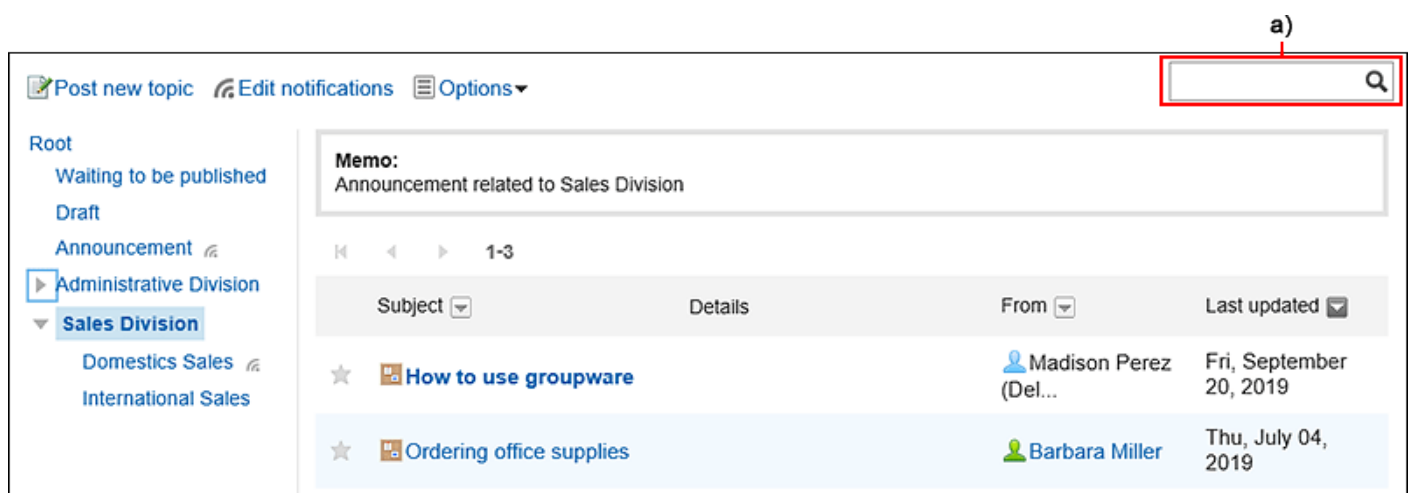 a)
Post new topic Edit notifications Options
Root
Waiting to be published
Draft
Announcement
Administrative Division
Sales Division
Domestics Sales
International Sales
Memo:
Announcement related to Sales Division
1-3
Subject Details From Last updated
How to use groupware Madison Perez (Del... Fri, September
20, 2019
Ordering office supplies Barbara Miller Thu, July 04,
2019